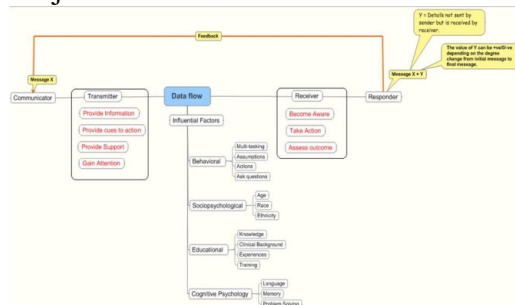 Y = Details not sent by
sender but is received by
receiver.
Feedback
The value of Y can be +ve/0/-ve
depending on the degree
change from initial message to
final message.
Message X
Message X + Y
Communicator
Transmitter
Data flow
Receiver
Responder
Provide Information
Provide cues to action
Provide Support
Gain Attention
Influential Factors
Become Aware
Take Action
Assess outcome
Behavioral
Multi-tasking
Assumptions
Actions
Ask questions
Sociopsychological
Age
Race
Ethnicity
Educational
Knowledge
Clinical Background
Experiences
Training
Cognitive Psychology
Language
Memory
Problem Solving